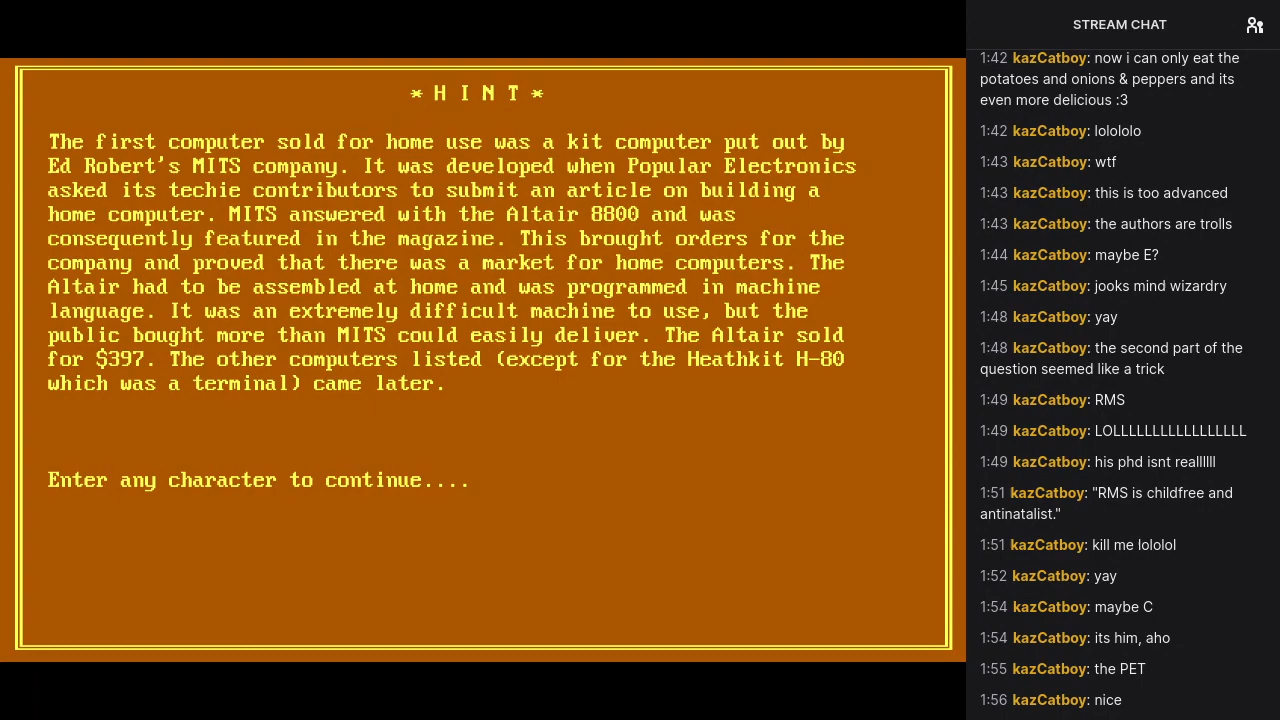 * H I N T *
The first computer sold for home use was a kit computer put out by
Ed Robert's MITS company. It was developed when Popular Electronics
asked its techie contributors to submit an article on building a
home computer. MITS answered with the Altair 8800 and was
consequently featured in the magazine. This brought orders for the
company and proved that there was a market for home computers. The
Altair had to be assembled at home and was programmed in machine
language. It was an extremely difficult machine to use, but the
public bought more than MITS could easily deliver. The Altair sold
for $397. The other computers listed (except for the Heathkit H-80
which was a terminal) came later.
Enter any character to continue....
STREAM CHAT
1:42 kazCatboy: now i can only eat the
potatoes and onions & peppers and its
even more delicious :3
1:42 kazCatboy: lolololo
1:43 kazCatboy: wtf
1:43 kazCatboy: this is too advanced
1:43 kazCatboy: the authors are trolls
1:44 kazCatboy: maybe E?
1:45 kazCatboy: jooks mind wizardry
1:48 kazCatboy: yay
1:48 kazCatboy: the second part of the
question seemed like a trick
1:49 kazCatboy: RMS
1:49 kazCatboy: LOLLLLLLLLLLLLLLLLL
1:49 kazCatboy: his phd isnt reallllll
1:51 kazCatboy: "RMS is childfree and
antinatalist."
1:51 kazCatboy: kill me lololol
1:52 kazCatboy: yay
1:54 kazCatboy: maybe C
1:54 kazCatboy: its him, aho
1:55 kazCatboy: the PET
1:56 kazCatboy: nice